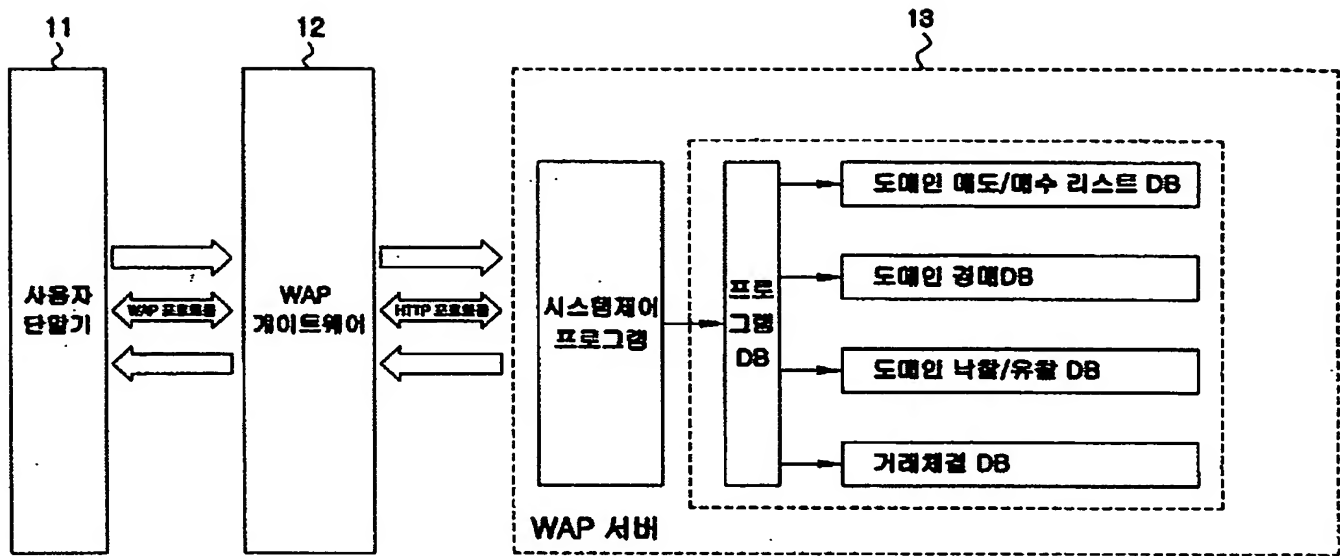 11
12
13
사용자
단말기
WAP 프로토콜
WAP
게이트웨어
HTTP 프로토콜
시스템제어
프로그램
프로
그램
DB
도메인 매도/매수 리스트 DB
도메인 경매DB
도메인 낙찰/유찰 DB
거래체결 DB
WAP 서버